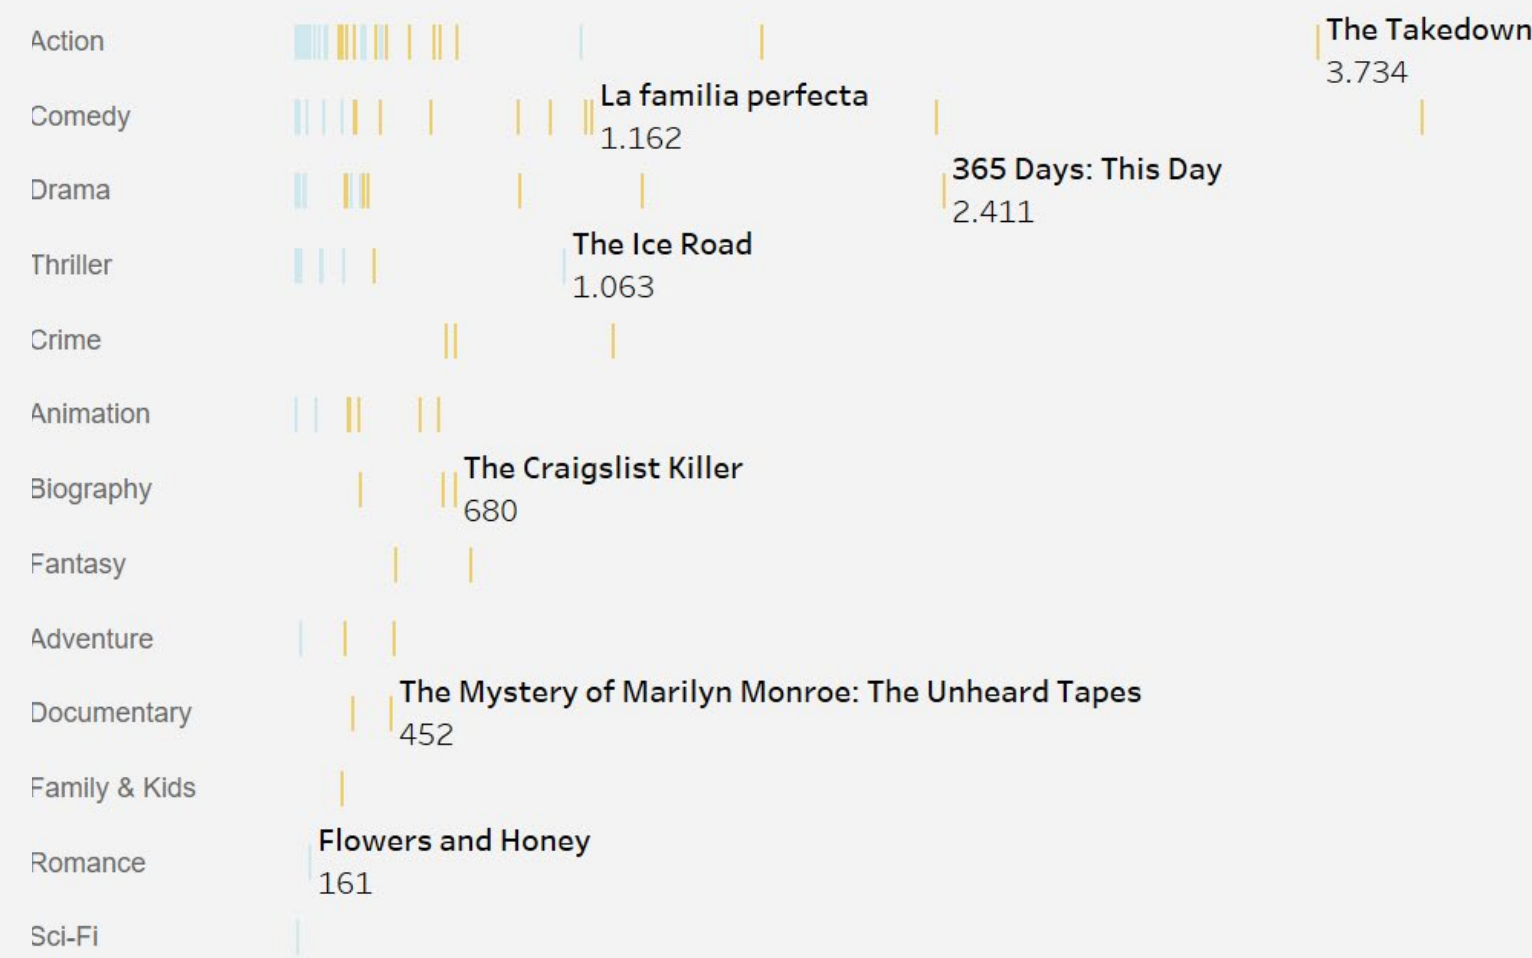 Action
The Takedown
3.734
Comedy
La familia perfecta
1.162
Drama
365 Days: This Day
2.411
Thriller
The Ice Road
1.063
Crime
Animation
Biography
The Craigslist Killer
680
Fantasy
Adventure
Documentary
The Mystery of Marilyn Monroe: The Unheard Tapes
452
Family & Kids
Romance
Flowers and Honey
161
Sci-Fi